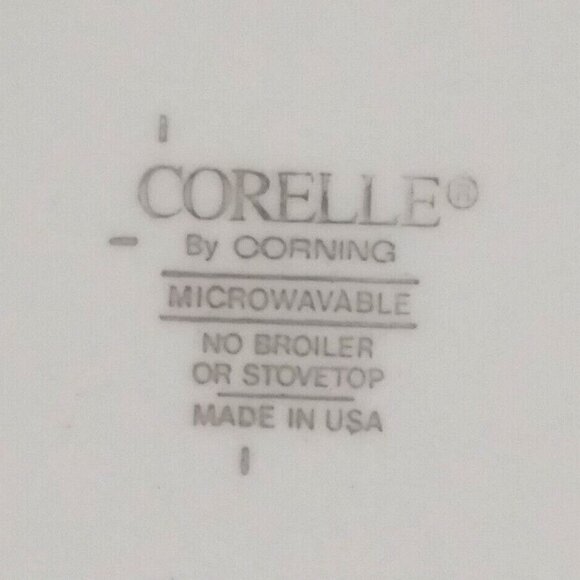 CORELLE®
By CORNING
MICROWAVABLE
NO BROILER
OR STOVETOP
MADE IN USA